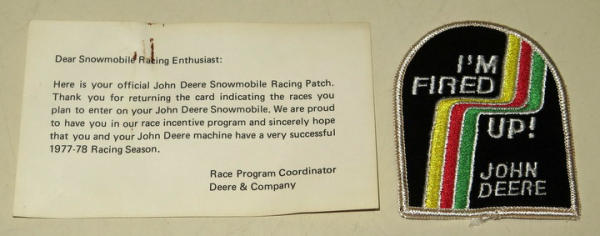 Dear Snowmobile Racing Enthusiast:
Here is your official John Deere Snowmobile Racing Patch.
Thank you for returning the card indicating the races you
plan to enter on your John Deere Snowmobile. We are proud
to have you in our race incentive program and sincerely hope
that you and your John Deere machine have a very successful
1977-78 Racing Season.
Race Program Coordinator
Deere & Company
I'M
FIRED
UP!
JOHN
DEERE